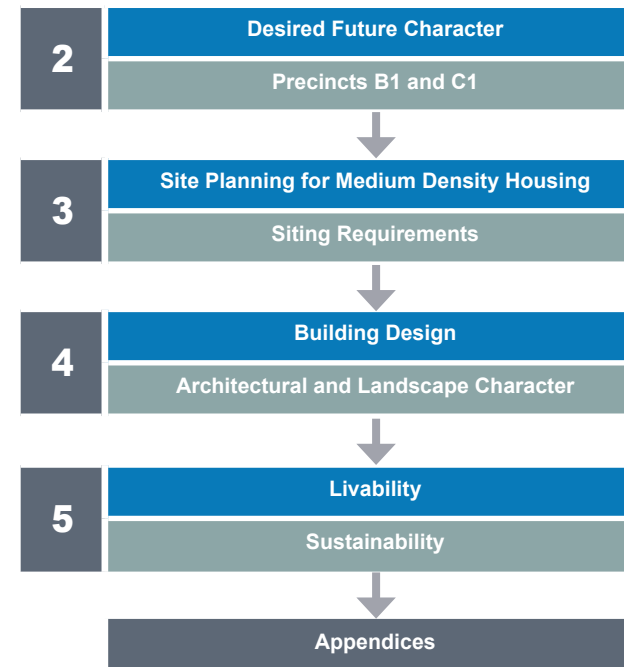 2
Desired Future Character
Precincts B1 and C1
3
Site Planning for Medium Density Housing
Siting Requirements
4
Building Design
Architectural and Landscape Character
5
Livability
Sustainability
Appendices